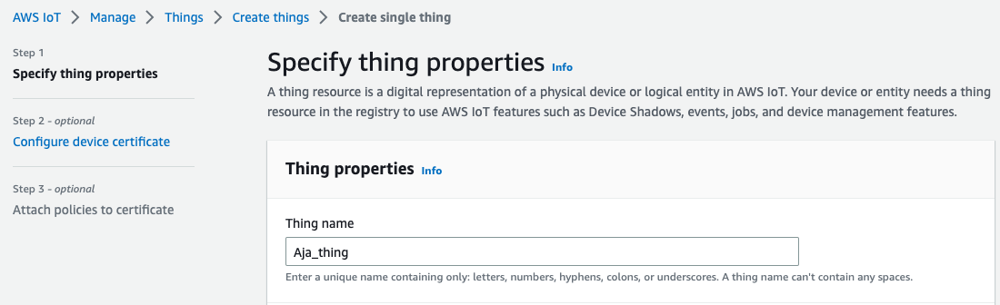 AWS IoT > Manage > Things > Create things > Create single thing
Step 1
Specify thing properties
Step 2 - optional
Configure device certificate
Step 3 - optional
Attach policies to certificate
Specify thing properties Info
A thing resource is a digital representation of a physical device or logical entity in AWS IoT. Your device or entity needs a thing
resource in the registry to use AWS IoT features such as Device Shadows, events, jobs, and device management features.
Thing properties Info
Thing name
Aja_thing
Enter a unique name containing only: letters, numbers, hyphens, colons, or underscores. A thing name can't contain any spaces.